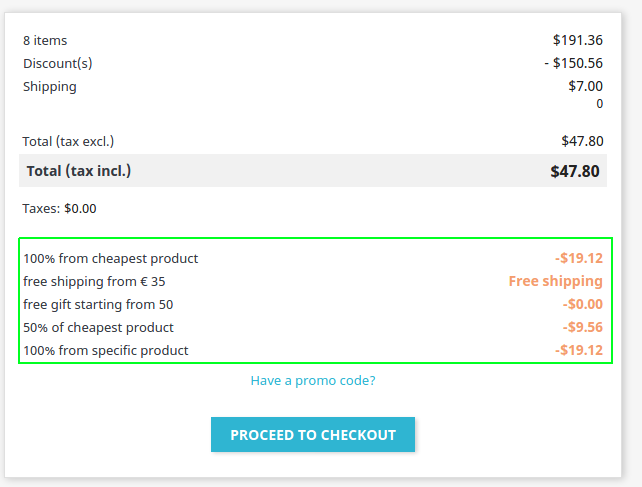 8 items $191.36
Discount(s) - $150.56
Shipping $7.00
0
Total (tax excl.) $47.80
Total (tax incl.) $47.80
Taxes: $0.00
100% from cheapest product -$19.12
free shipping from € 35 Free shipping
free gift starting from 50 -$0.00
50% of cheapest product -$9.56
100% from specific product -$19.12
Have a promo code?
PROCEED TO CHECKOUT